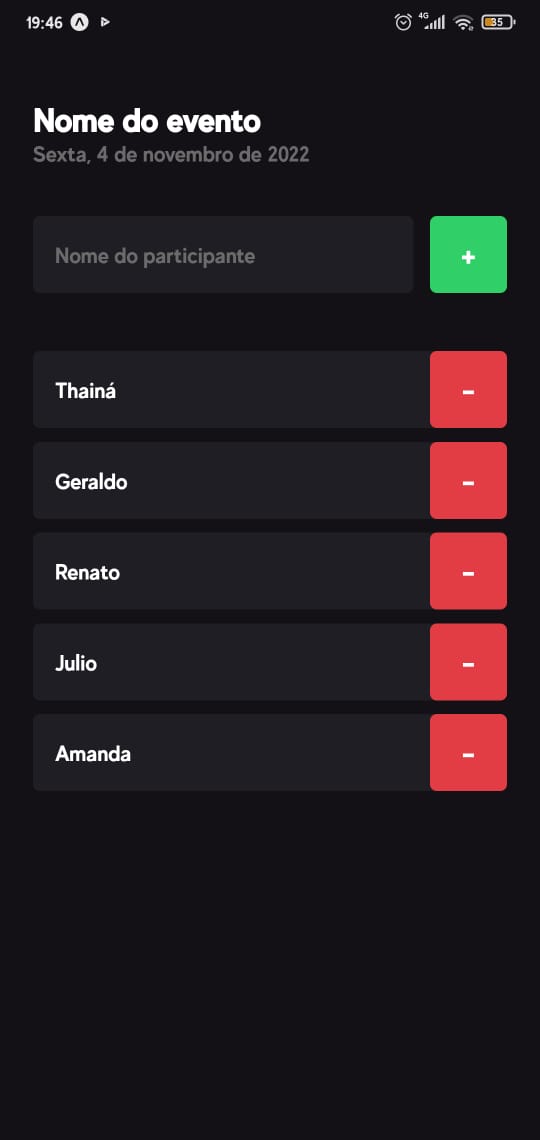 19:46
4G
35
Nome do evento
Sexta, 4 de novembro de 2022
Nome do participante
+
Thainá
-
Geraldo
-
Renato
-
Julio
-
Amanda
-